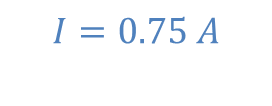 I = 0.75 A